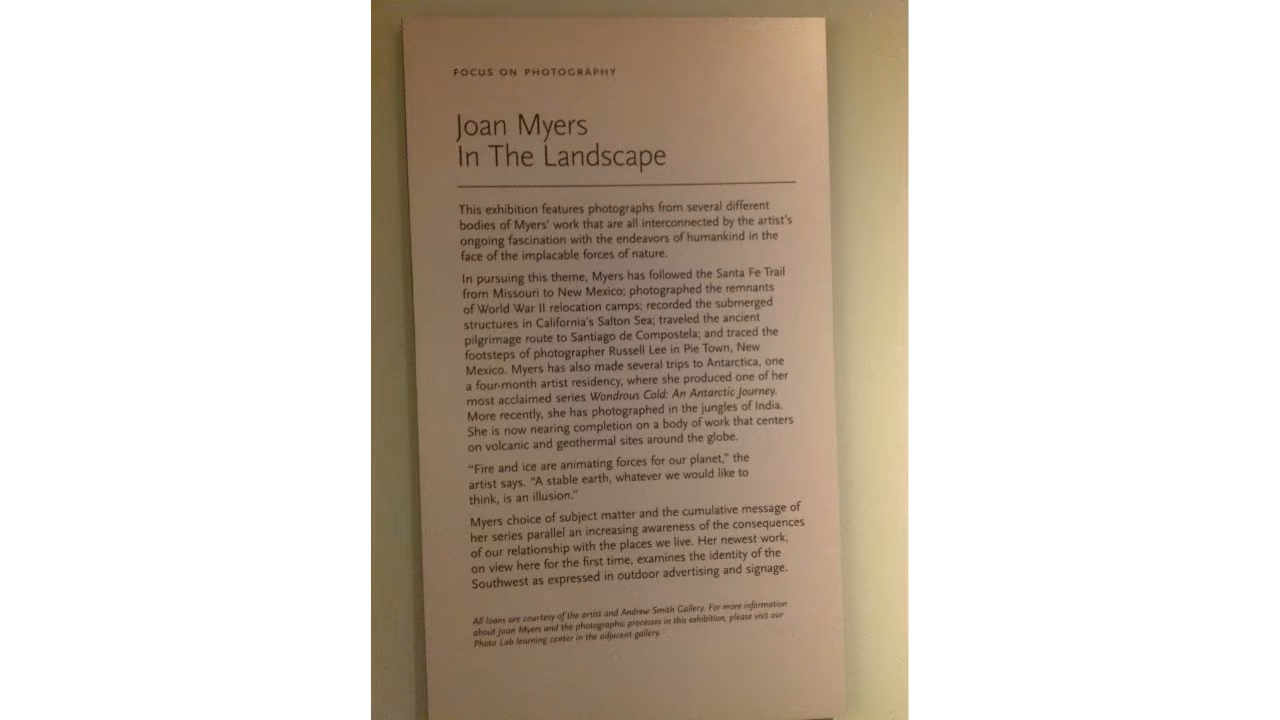 FOCUS ON PHOTOGRAPHY
Joan Myers
In The Landscape
This exhibition features photographs from several different
bodies of Myers' work that are all interconnected by the artist's
ongoing fascination with the endeavors of humankind in the
face of the implacable forces of nature.
In pursuing this theme, Myers has followed the Santa Fe Trail
from Missouri to New Mexico; photographed the remnants
of World War II relocation camps; recorded the submerged
structures in California's Salton Sea; traveled the ancient
pilgrimage route to Santiago de Compostela; and traced the
footsteps of photographer Russell Lee in Pie Town, New
Mexico. Myers has also made several trips to Antarctica, one
a four-month artist residency, where she produced one of her
most acclaimed series Wondrous Cold: An Antarctic Journey.
More recently, she has photographed in the jungles of India.
She is now nearing completion on a body of work that centers
on volcanic and geothermal sites around the globe.
"Fire and ice are animating forces for our planet," the
artist says. "A stable earth, whatever we would like to
think, is an illusion."
Myers choice of subject matter and the cumulative message of
her series parallel an increasing awareness of the consequences
of our relationship with the places we live. Her newest work,
on view here for the first time, examines the identity of the
Southwest as expressed in outdoor advertising and signage.
All loans are courtesy of the artist and Andrew Smith Gallery. For more information
about Joan Myers and the photographic processes in this exhibition, please visit our
Photo Lab learning center in the adjacent gallery.